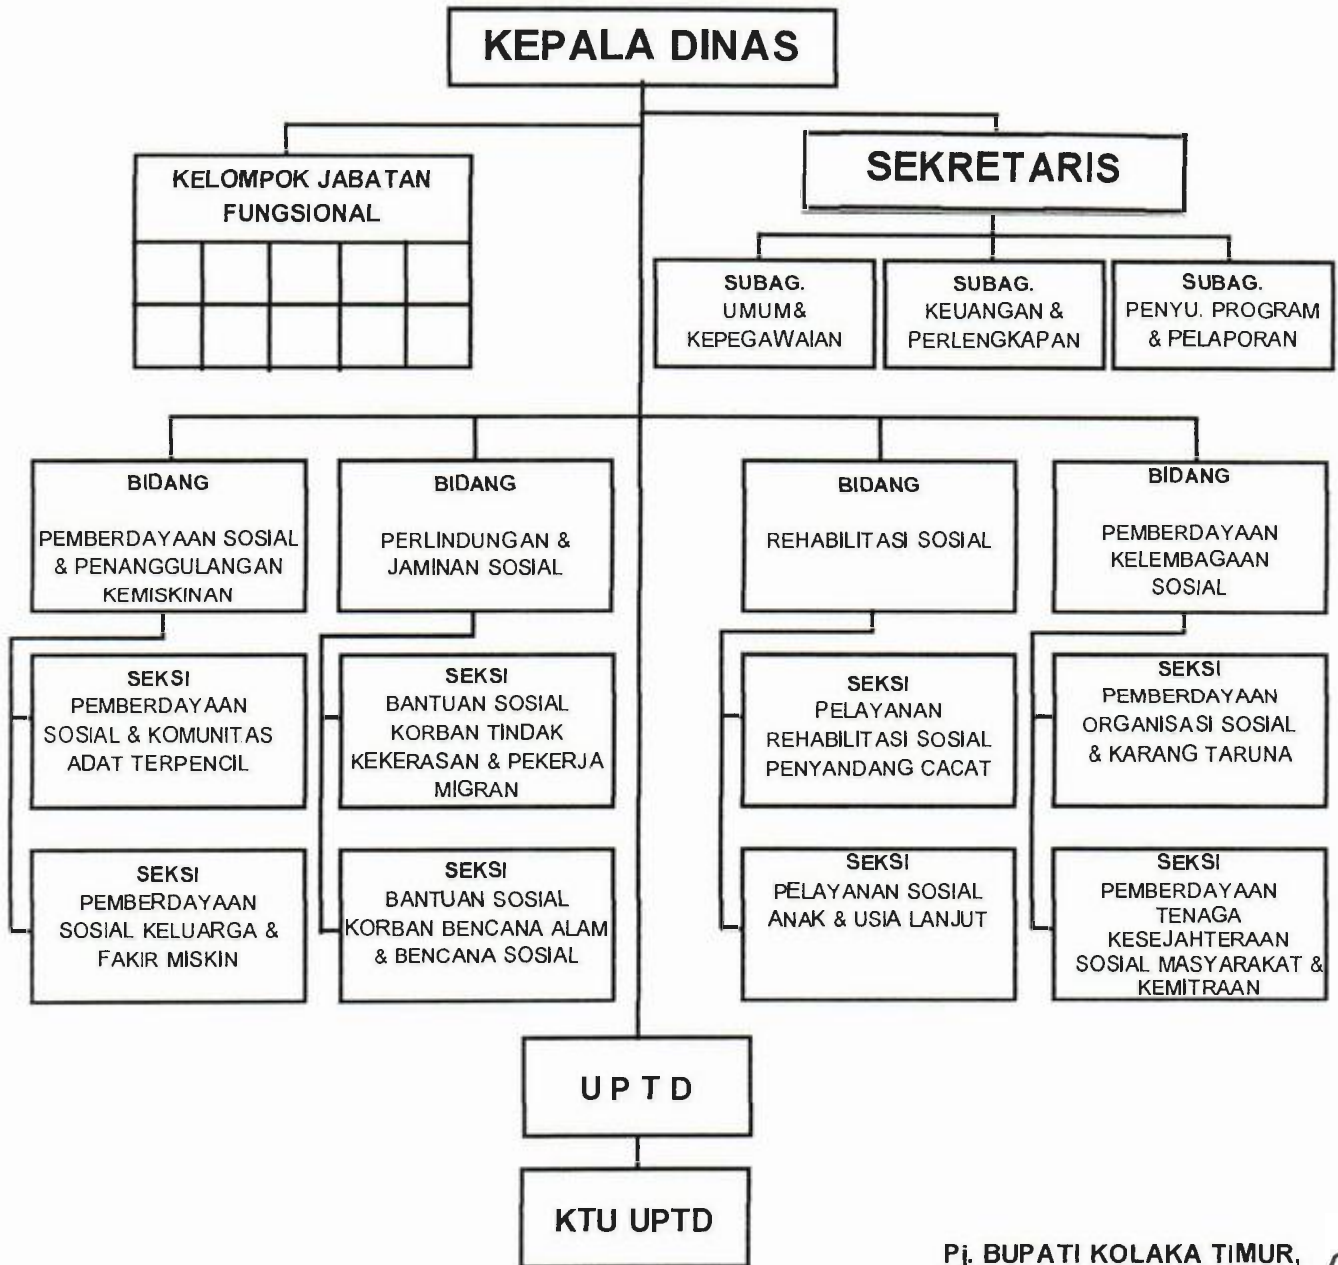 KEPALA DINAS
KELOMPOK JABATAN
FUNGSIONAL
SEKRETARIS
SUBAG.
UMUM&
KEPEGAWAIAN
SUBAG.
KEUANGAN &
PERLENGKAPAN
SUBAG.
PENYU. PROGRAM
& PELAPORAN
BIDANG
PEMBERDAYAAN SOSIAL
& PENANGGULANGAN
KEMISKINAN
BIDANG
PERLINDUNGAN &
JAMINAN SOSIAL
BIDANG
REHABILITASI SOSIAL
BIDANG
PEMBERDAYAAN
KELEMBAGAAN
SOSIAL
SEKSI
PEMBERDAYAAN
SOSIAL & KOMUNITAS
ADAT TERPENCIL
SEKSI
BANTUAN SOSIAL
KORBAN TINDAK
KEKERASAN & PEKERJA
MIGRAN
SEKSI
PELAYANAN
REHABILITASI SOSIAL
PENYANDANG CACAT
SEKSI
PEMBERDAYAAN
ORGANISASI SOSIAL
& KARANG TARUNA
SEKSI
PEMBERDAYAAN
SOSIAL KELUARGA &
FAKIR MISKIN
SEKSI
BANTUAN SOSIAL
KORBAN BENCANA ALAM
& BENCANA SOSIAL
SEKSI
PELAYANAN SOSIAL
ANAK & USIA LANJUT
SEKSI
PEMBERDAYAAN
TENAGA
KESEJAHTERAAN
SOSIAL MASYARAKAT &
KEMITRAAN
U P T D
KTU UPTD
Pj. BUPATI KOLAKA TIMUR,